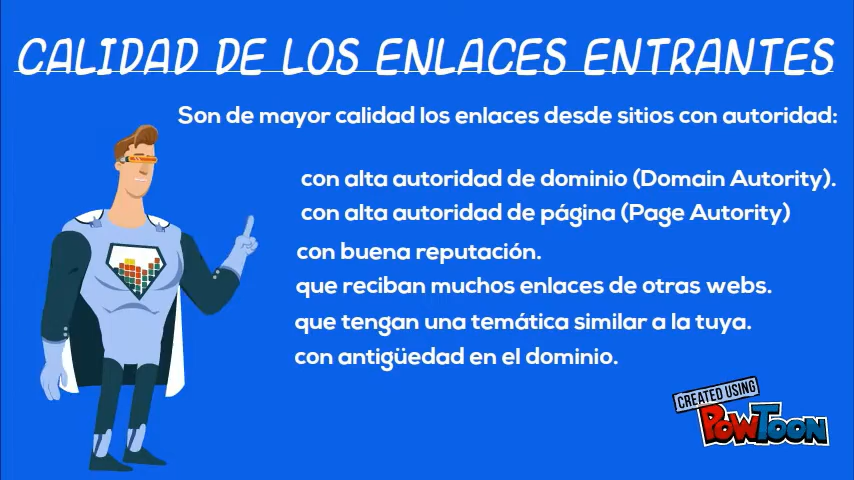 CALIDAD DE LOS ENLACES ENTRANTES
Son de mayor calidad los enlaces desde sitios con autoridad:
con alta autoridad de dominio (Domain Autority).
con alta autoridad de página (Page Autority)
con buena reputación.
que reciban muchos enlaces de otras webs.
que tengan una temática similar a la tuya.
con antigüedad en el dominio.
CREATED USING
POWTOON